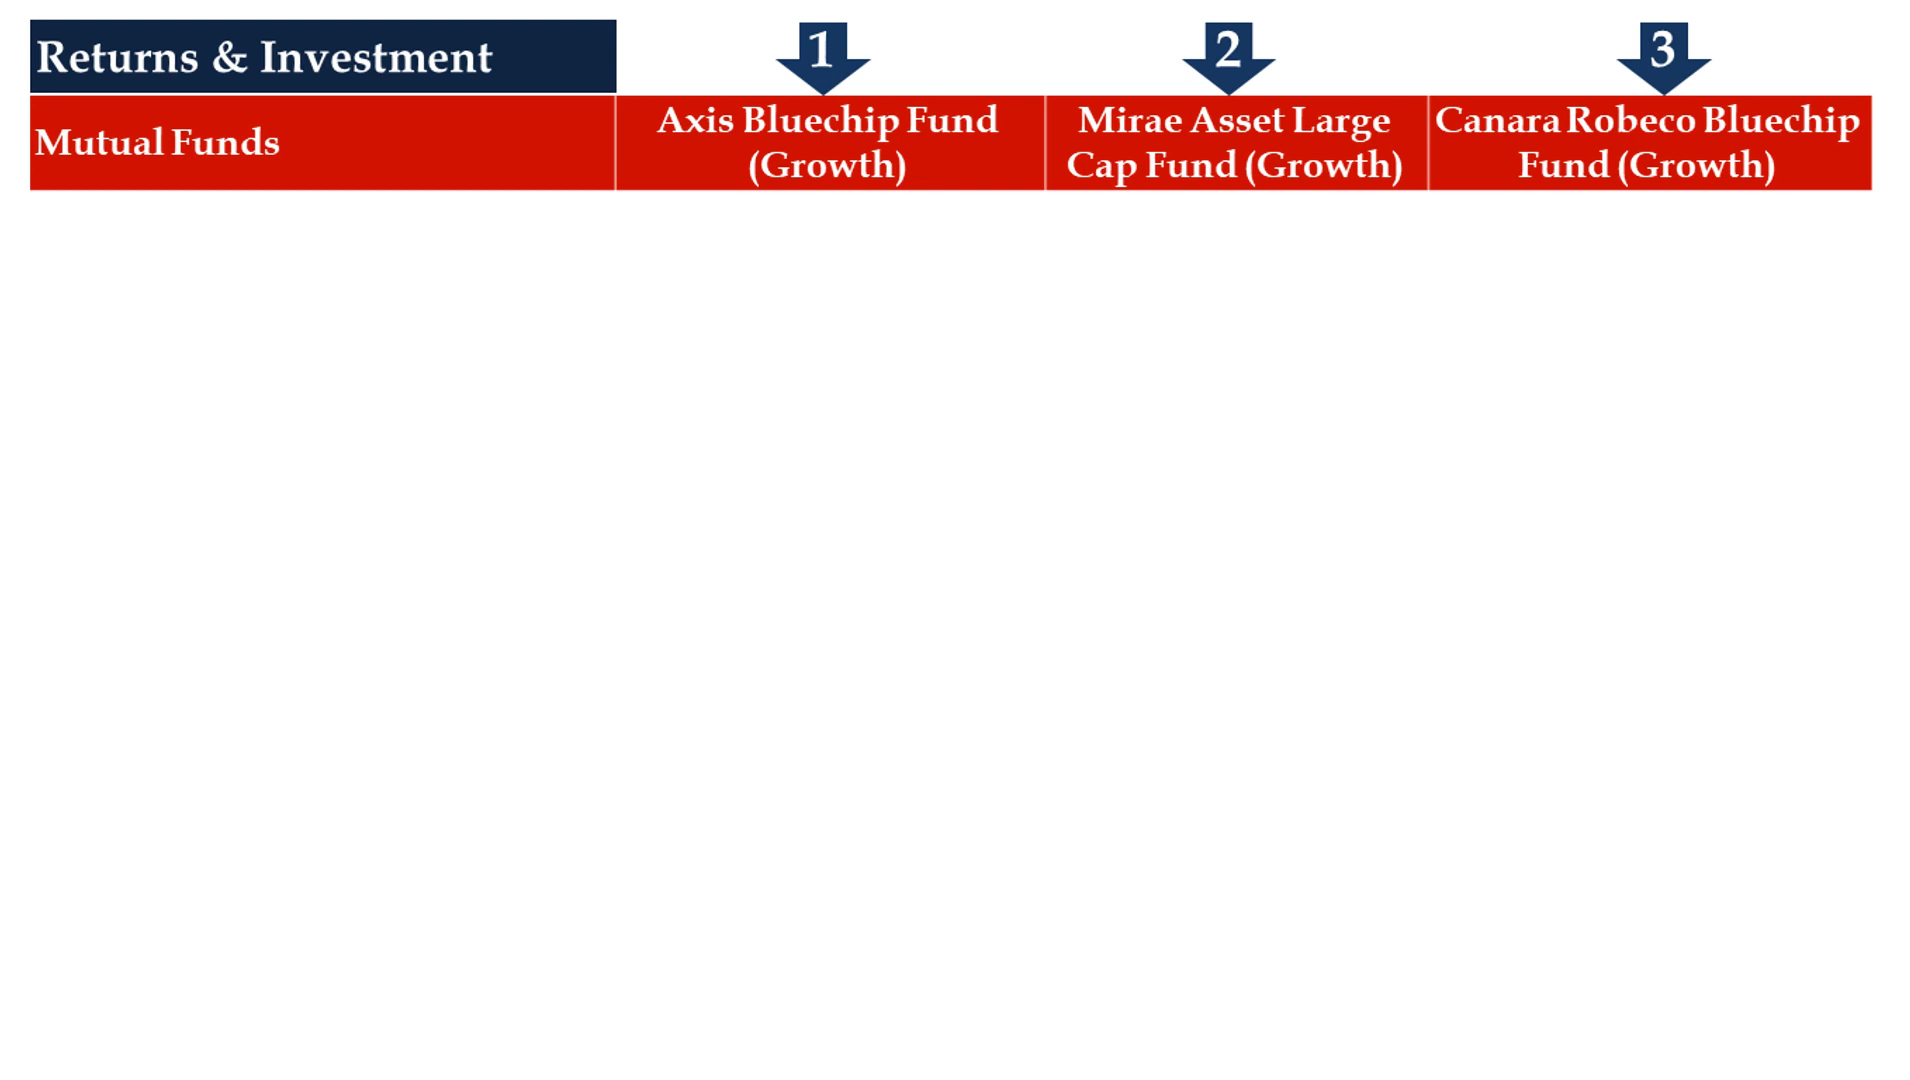 Returns & Investment
1
2
3
Mutual Funds
Axis Bluechip Fund
(Growth)
Mirae Asset Large
Cap Fund (Growth)
Canara Robeco Bluechip
Fund (Growth)